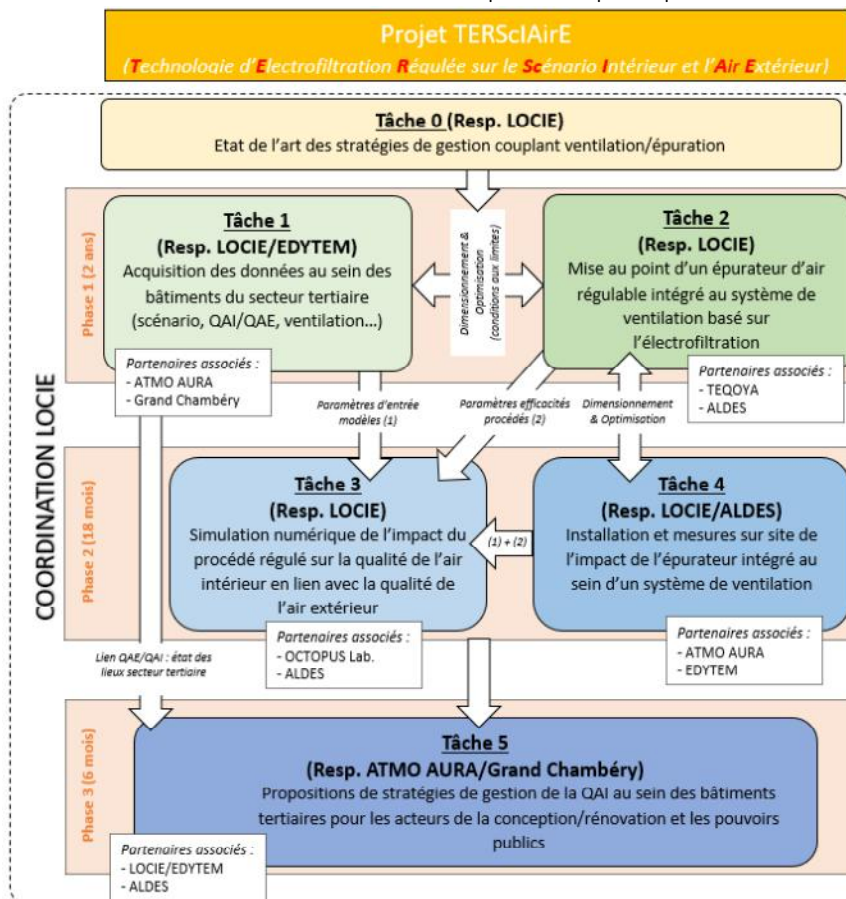 Projet TERSclAirE
(Technologie d'Electrofiltration Régulée sur le Scénario Intérieur et l'Air Extérieur)
COORDINATION LOCIE
Tâche 0 (Resp. LOCIE)
Etat de l'art des stratégies de gestion couplant ventilation/épuration
Phase 1 (2 ans)
Tâche 1
(Resp. LOCIE/EDYTEM)
Acquisition des données au sein des
bâtiments du secteur tertiaire
(scénario, QAI/QAE, ventilation...)
Partenaires associés :
- ATMO AURA
- Grand Chambéry
Dimensionnement &
Optimisation
(conditions aux limites)
Tâche 2
(Resp. LOCIE)
Mise au point d'un épurateur d'air
régulable intégré au système de
ventilation basé sur
l'électrofiltration
Partenaires associés :
- TEQOYA
- ALDES
Paramètres d'entrée
modèles (1)
Paramètres efficacités
procédés (2)
Dimensionnement
& Optimisation
Phase 2 (18 mois)
Tâche 3
(Resp. LOCIE)
Simulation numérique de l'impact du
procédé régulé sur la qualité de l'air
intérieur en lien avec la qualité de
l'air extérieur
Partenaires associés :
- OCTOPUS Lab.
- ALDES
(1) + (2)
Tâche 4
(Resp. LOCIE/ALDES)
Installation et mesures sur site de
l'impact de l'épurateur intégré au
sein d'un système de ventilation
Partenaires associés :
- ATMO AURA
- EDYTEM
Lien QAE/QAI : état des
lieux secteur tertiaire
Phase 3 (6 mois)
Tâche 5
(Resp. ATMO AURA/Grand Chambéry)
Propositions de stratégies de gestion de la QAI au sein des bâtiments
tertiaires pour les acteurs de la conception/rénovation et les pouvoirs
publics
Partenaires associés :
- LOCIE/EDYTEM
- ALDES